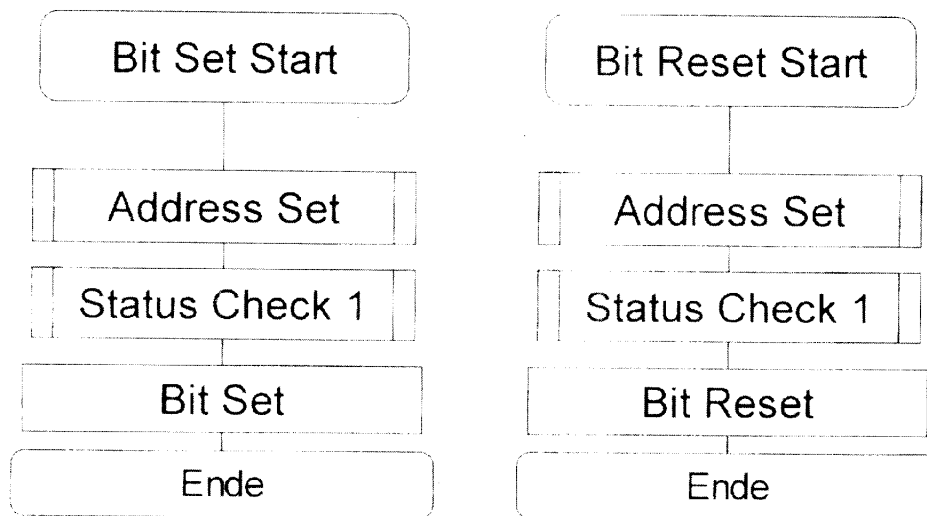 Bit Set Start
Address Set
Status Check 1
Bit Set
Ende
Bit Reset Start
Address Set
Status Check 1
Bit Reset
Ende